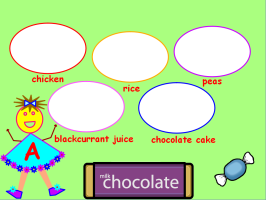 chicken
rice
peas
blackcurrant juice
chocolate cake
A
milk
chocolate